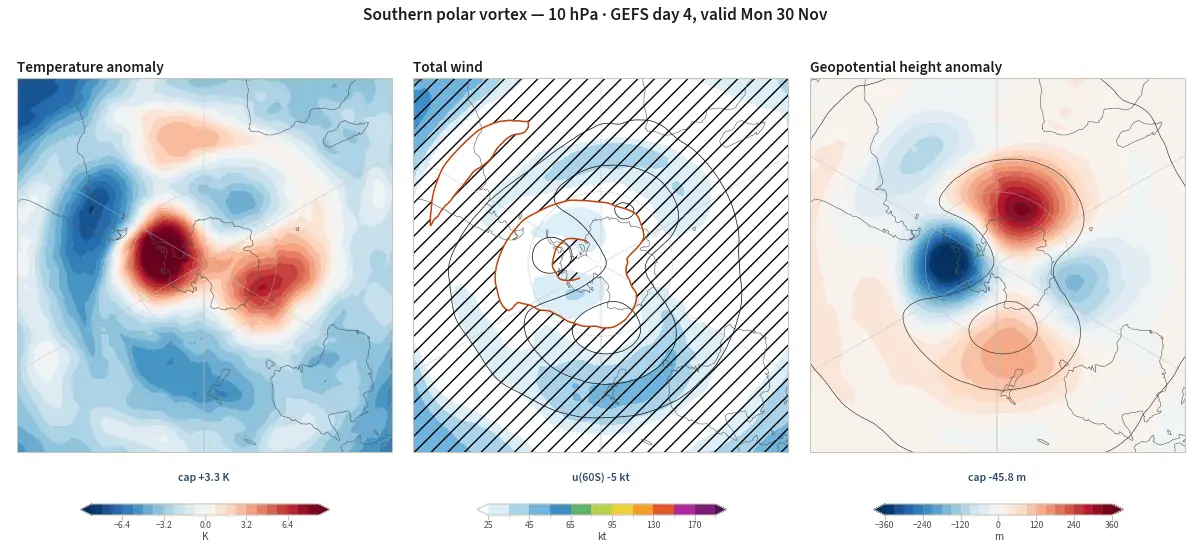 Southern polar vortex — 10 hPa · GEFS day 4, valid Mon 30 Nov
Temperature anomaly
Total wind
Geopotential height anomaly
cap +3.3 K
u(60S) -5 kt
cap -45.8 m
−6.4 −3.2 0.0 3.2 6.4
K
25 45 65 95 130 170
kt
−360 −240 −120 0 120 240 360
m